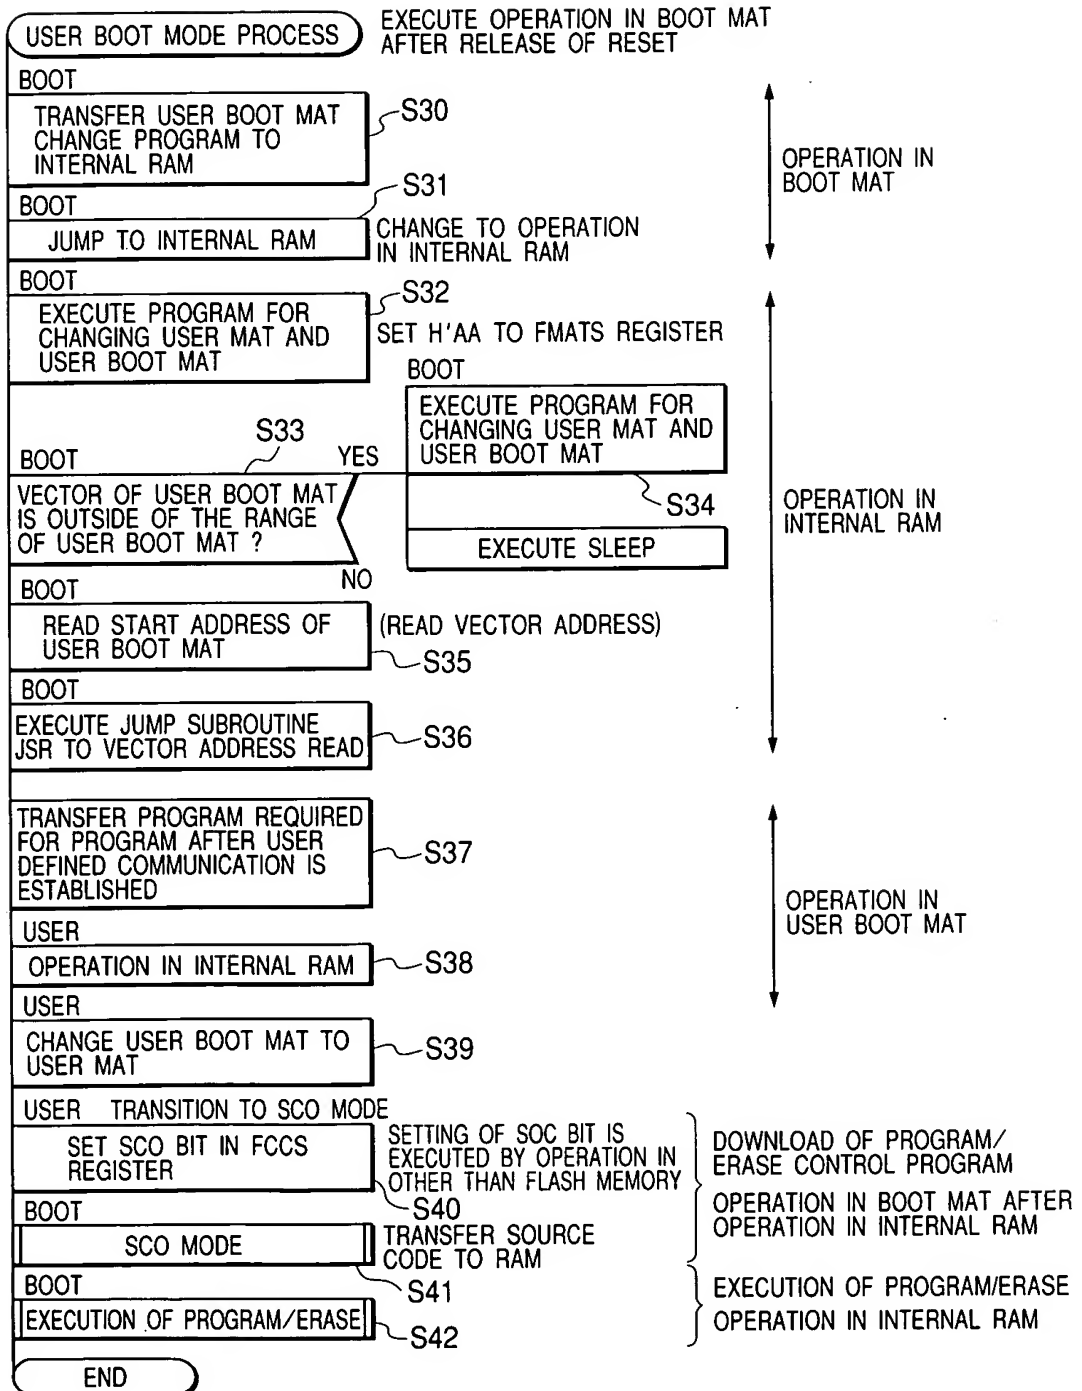 USER BOOT MODE PROCESS
EXECUTE OPERATION IN BOOT MAT
AFTER RELEASE OF RESET
BOOT
TRANSFER USER BOOT MAT
CHANGE PROGRAM TO
INTERNAL RAM
S30
OPERATION IN
BOOT MAT
S31
BOOT
JUMP TO INTERNAL RAM
CHANGE TO OPERATION
IN INTERNAL RAM
BOOT
S32
EXECUTE PROGRAM FOR
CHANGING USER MAT AND
USER BOOT MAT
SET H'AA TO FMATS REGISTER
BOOT
EXECUTE PROGRAM FOR
CHANGING USER MAT AND
USER BOOT MAT
S34
EXECUTE SLEEP
S33
BOOT
YES
VECTOR OF USER BOOT MAT
IS OUTSIDE OF THE RANGE
OF USER BOOT MAT ?
NO
OPERATION IN
INTERNAL RAM
BOOT
READ START ADDRESS OF
USER BOOT MAT
(READ VECTOR ADDRESS)
S35
BOOT
EXECUTE JUMP SUBROUTINE
JSR TO VECTOR ADDRESS READ
S36
TRANSFER PROGRAM REQUIRED
FOR PROGRAM AFTER USER
DEFINED COMMUNICATION IS
ESTABLISHED
S37
OPERATION IN
USER BOOT MAT
USER
OPERATION IN INTERNAL RAM
S38
USER
CHANGE USER BOOT MAT TO
USER MAT
S39
USER TRANSITION TO SCO MODE
SET SCO BIT IN FCCS
REGISTER
SETTING OF SOC BIT IS
EXECUTED BY OPERATION IN
OTHER THAN FLASH MEMORY
S40
DOWNLOAD OF PROGRAM/
ERASE CONTROL PROGRAM
OPERATION IN BOOT MAT AFTER
OPERATION IN INTERNAL RAM
BOOT
SCO MODE
TRANSFER SOURCE
CODE TO RAM
S41
BOOT
EXECUTION OF PROGRAM/ERASE
S42
EXECUTION OF PROGRAM/ERASE
OPERATION IN INTERNAL RAM
END